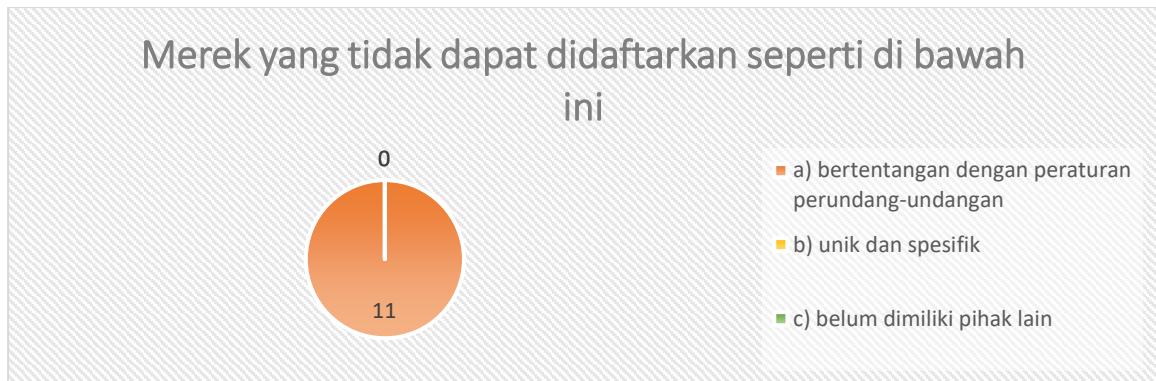 Merek yang tidak dapat didaftarkan seperti di bawah
ini
0
11
a) bertentangan dengan peraturan
perundang-undangan
b) unik dan spesifik
c) belum dimiliki pihak lain